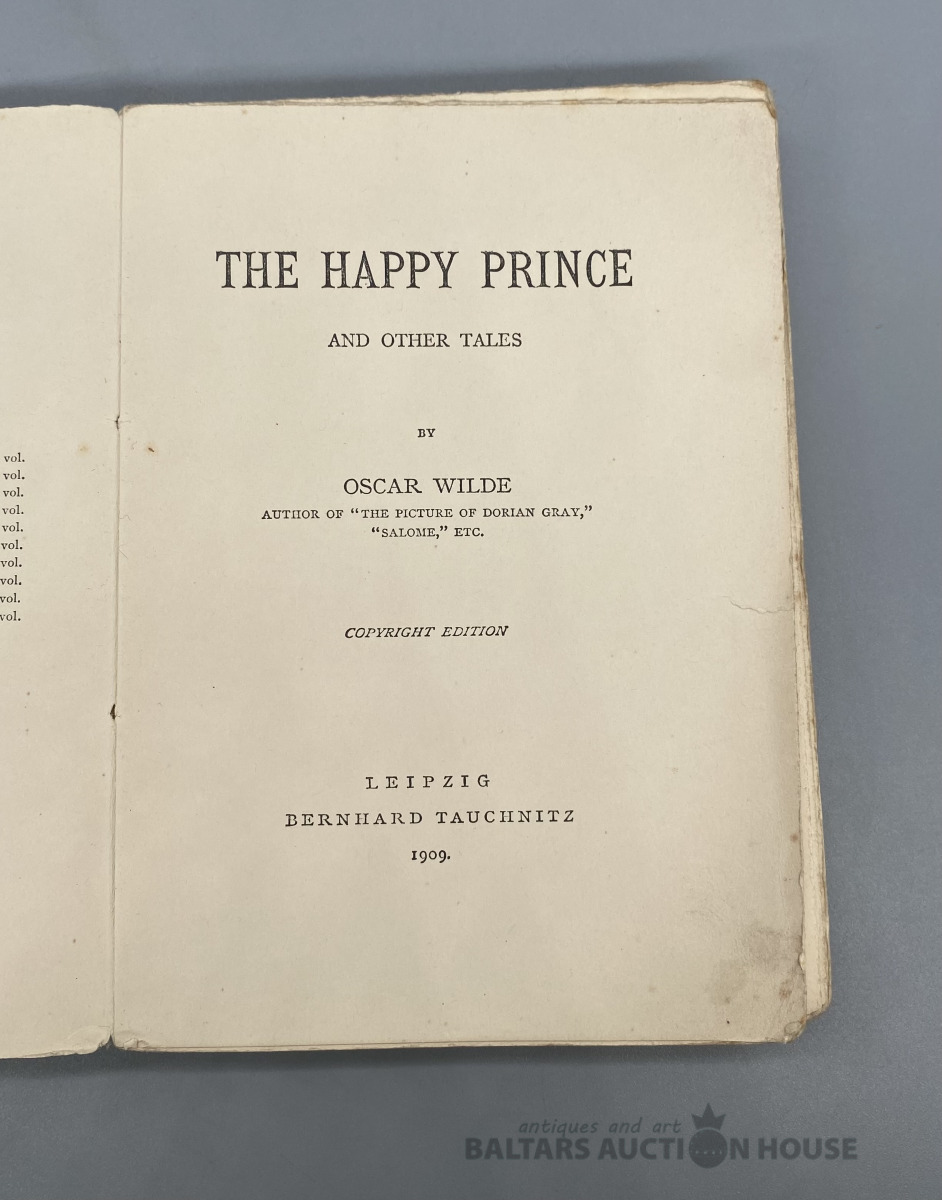 vol.
vol.
vol.
vol.
vol.
vol.
vol.
vol.
vol.
vol.
THE HAPPY PRINCE
AND OTHER TALES
BY
OSCAR WILDE
AUTHOR OF “THE PICTURE OF DORIAN GRAY,”
“SALOME,” ETC.
COPYRIGHT EDITION
LEIPZIG
BERNHARD TAUCHNITZ
1909.
antiques and art
BALTARS AUCTION HOUSE